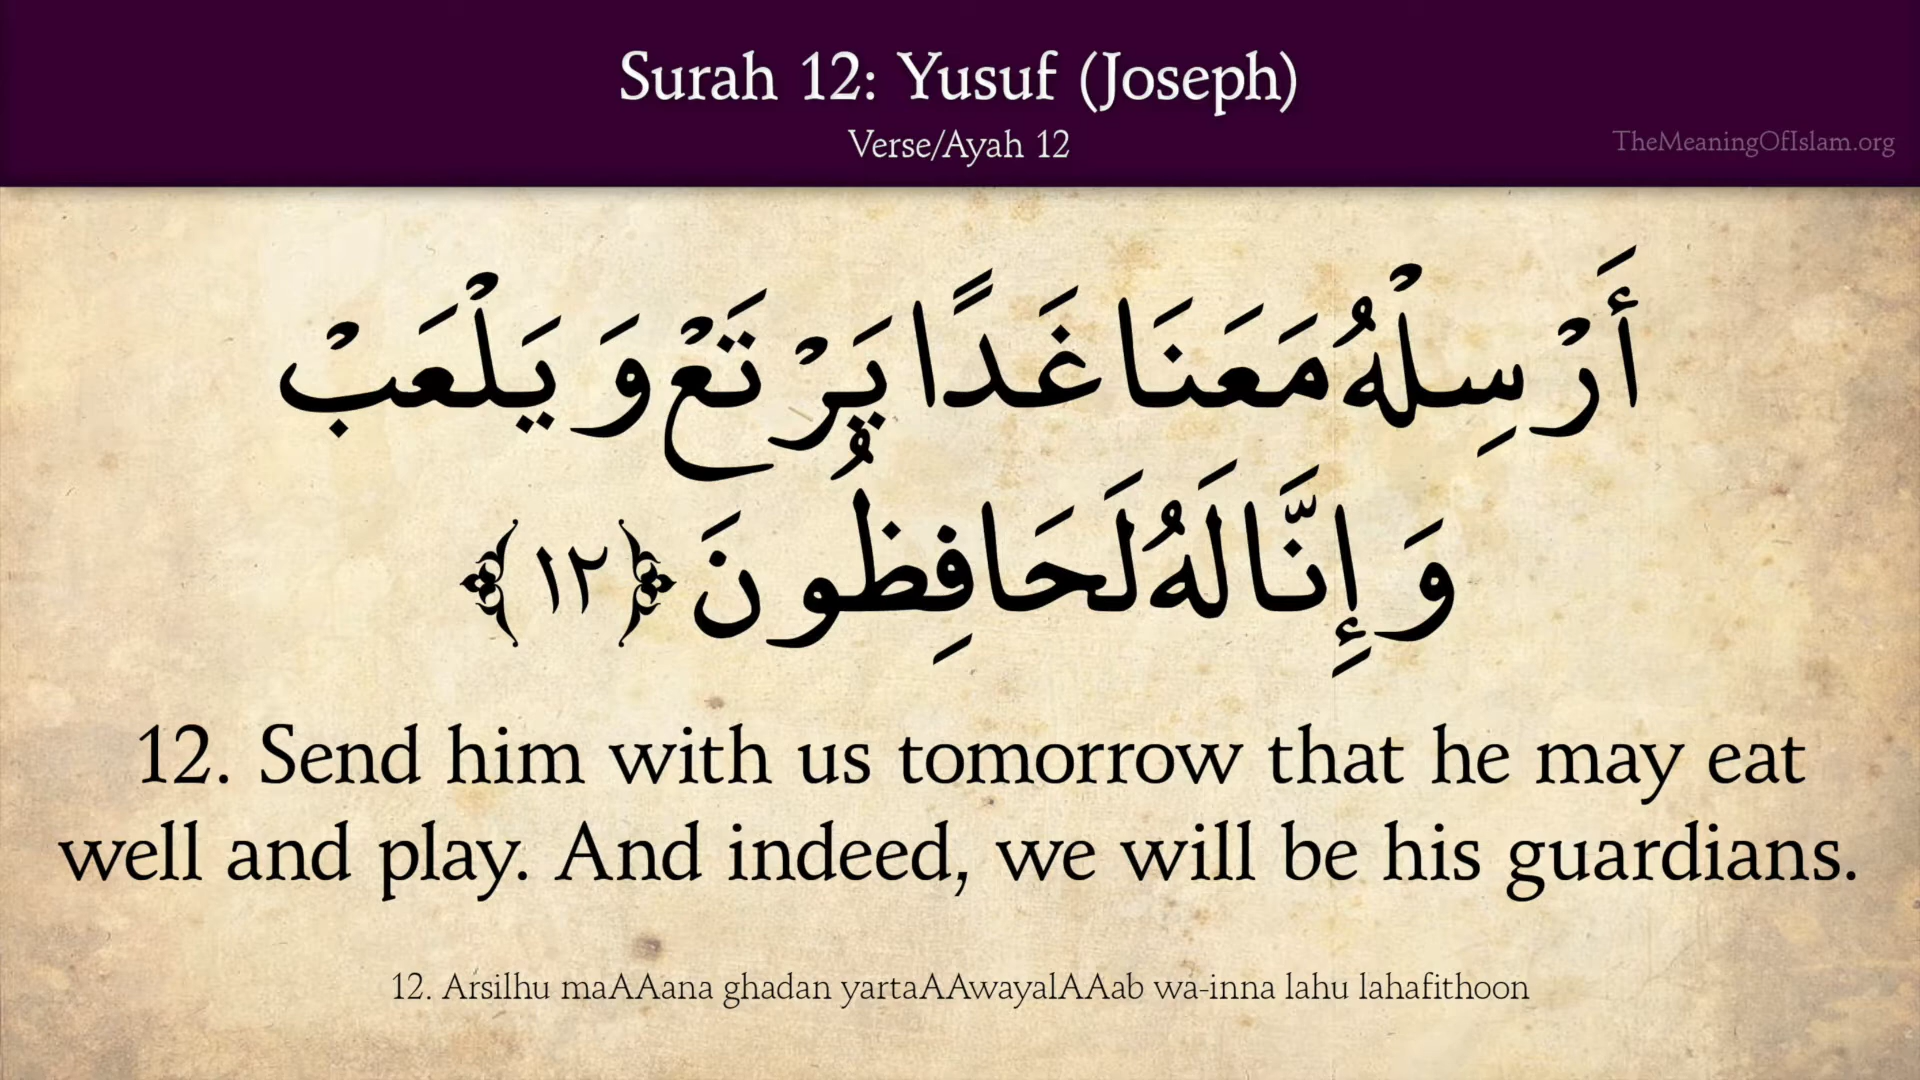 Surah 12: Yusuf (Joseph)
Verse/Ayah 12
TheMeaningOfIslam.org
أَرْسِلْهُ مَعَنَا غَدًا يَرْتَعْ وَيَلْعَبْ
وَإِنَّا لَهُ لَحَافِظُونَ ﴿١٢﴾
12. Send him with us tomorrow that he may eat
well and play. And indeed, we will be his guardians.
12. Arsilhu maAAana ghadan yartaAAwayalAAab wa-inna lahu lahafithoon